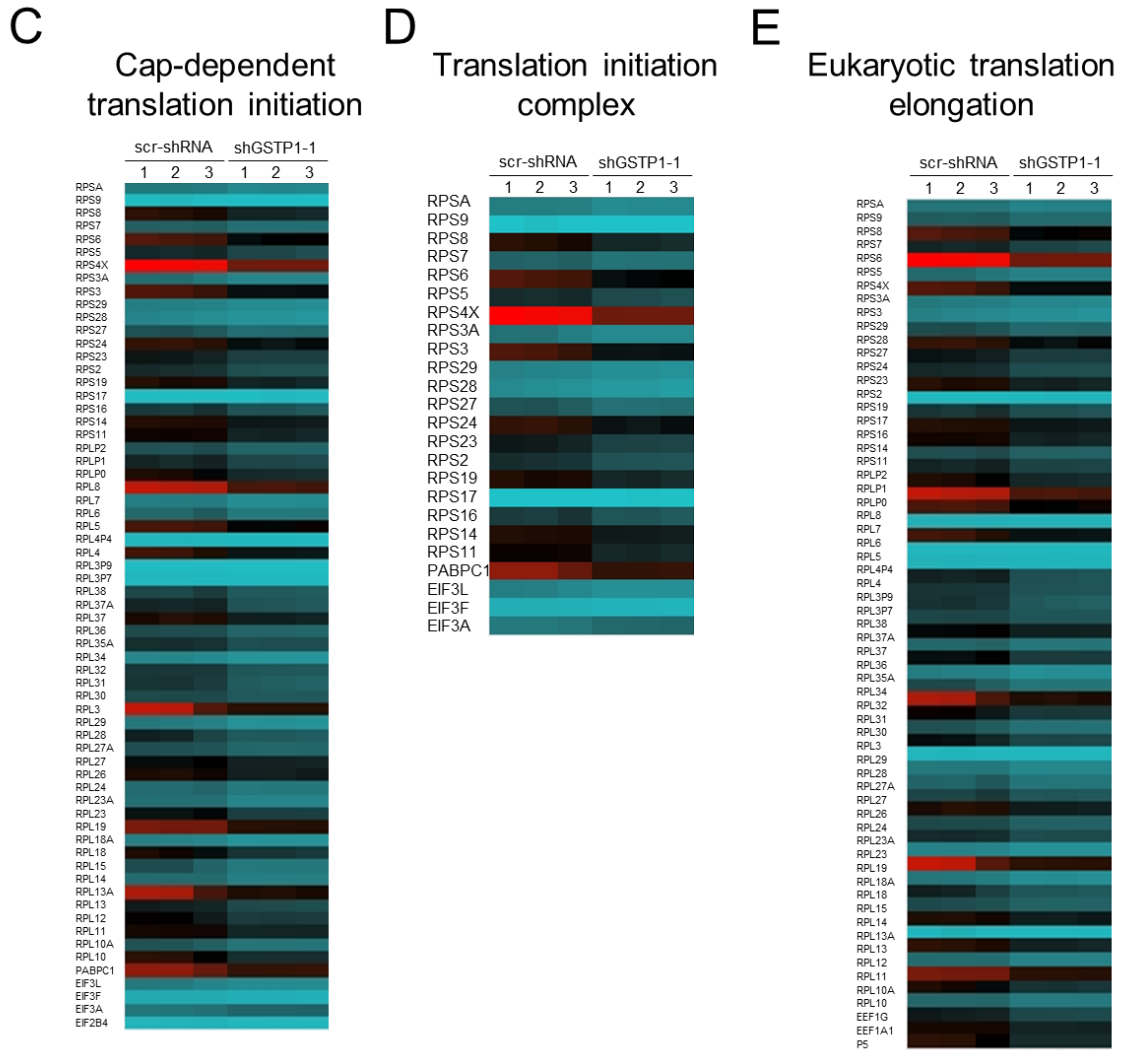 C
Cap-dependent
translation initiation
scr-shRNA shGSTP1-1
1 2 3 1 2 3
RPSA
RPS9
RPS8
RPS7
RPS6
RPS5
RPS4X
RPS3A
RPS3
RPS29
RPS28
RPS27
RPS24
RPS23
RPS2
RPS19
RPS17
RPS16
RPS14
RPS11
RPLP2
RPLP1
RPLP0
RPL8
RPL7
RPL6
RPL5
RPL4P4
RPL4
RPL3P9
RPL3P7
RPL38
RPL37A
RPL37
RPL36
RPL35A
RPL34
RPL32
RPL31
RPL30
RPL3
RPL29
RPL28
RPL27A
RPL27
RPL26
RPL24
RPL23A
RPL23
RPL19
RPL18A
RPL18
RPL15
RPL14
RPL13A
RPL13
RPL12
RPL11
RPL10A
RPL10
PABPC1
EIF3L
EIF3F
EIF3A
EIF2B4
D
Translation initiation
complex
scr-shRNA shGSTP1-1
1 2 3 1 2 3
RPSA
RPS9
RPS8
RPS7
RPS6
RPS5
RPS4X
RPS3A
RPS3
RPS29
RPS28
RPS27
RPS24
RPS23
RPS2
RPS19
RPS17
RPS16
RPS14
RPS11
PABPC1
EIF3L
EIF3F
EIF3A
E
Eukaryotic translation
elongation
scr-shRNA shGSTP1-1
1 2 3 1 2 3
RPSA
RPS9
RPS8
RPS7
RPS6
RPS5
RPS4X
RPS3A
RPS3
RPS29
RPS28
RPS27
RPS24
RPS23
RPS2
RPS19
RPS17
RPS16
RPS14
RPS11
RPLP2
RPLP1
RPLP0
RPL8
RPL7
RPL6
RPL5
RPL4P4
RPL4
RPL3P9
RPL3P7
RPL38
RPL37A
RPL37
RPL36
RPL35A
RPL34
RPL32
RPL31
RPL30
RPL3
RPL29
RPL28
RPL27A
RPL27
RPL26
RPL24
RPL23A
RPL23
RPL19
RPL18A
RPL18
RPL15
RPL14
RPL13A
RPL13
RPL12
RPL11
RPL10A
RPL10
EEF1G
EEF1A1
P5